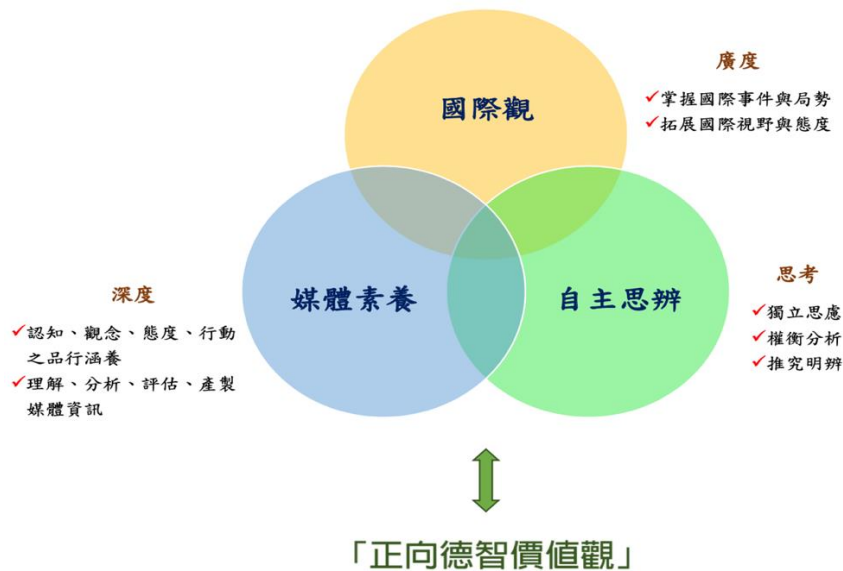 國際觀
廣度
✓掌握國際事件與局勢
✓拓展國際視野與態度
媒體素養
深度
✓認知、觀念、態度、行動
之品行涵養
✓理解、分析、評估、產製
媒體資訊
自主思辨
思考
✓獨立思慮
✓權衡分析
✓推究明辨
「正向德智價值觀」